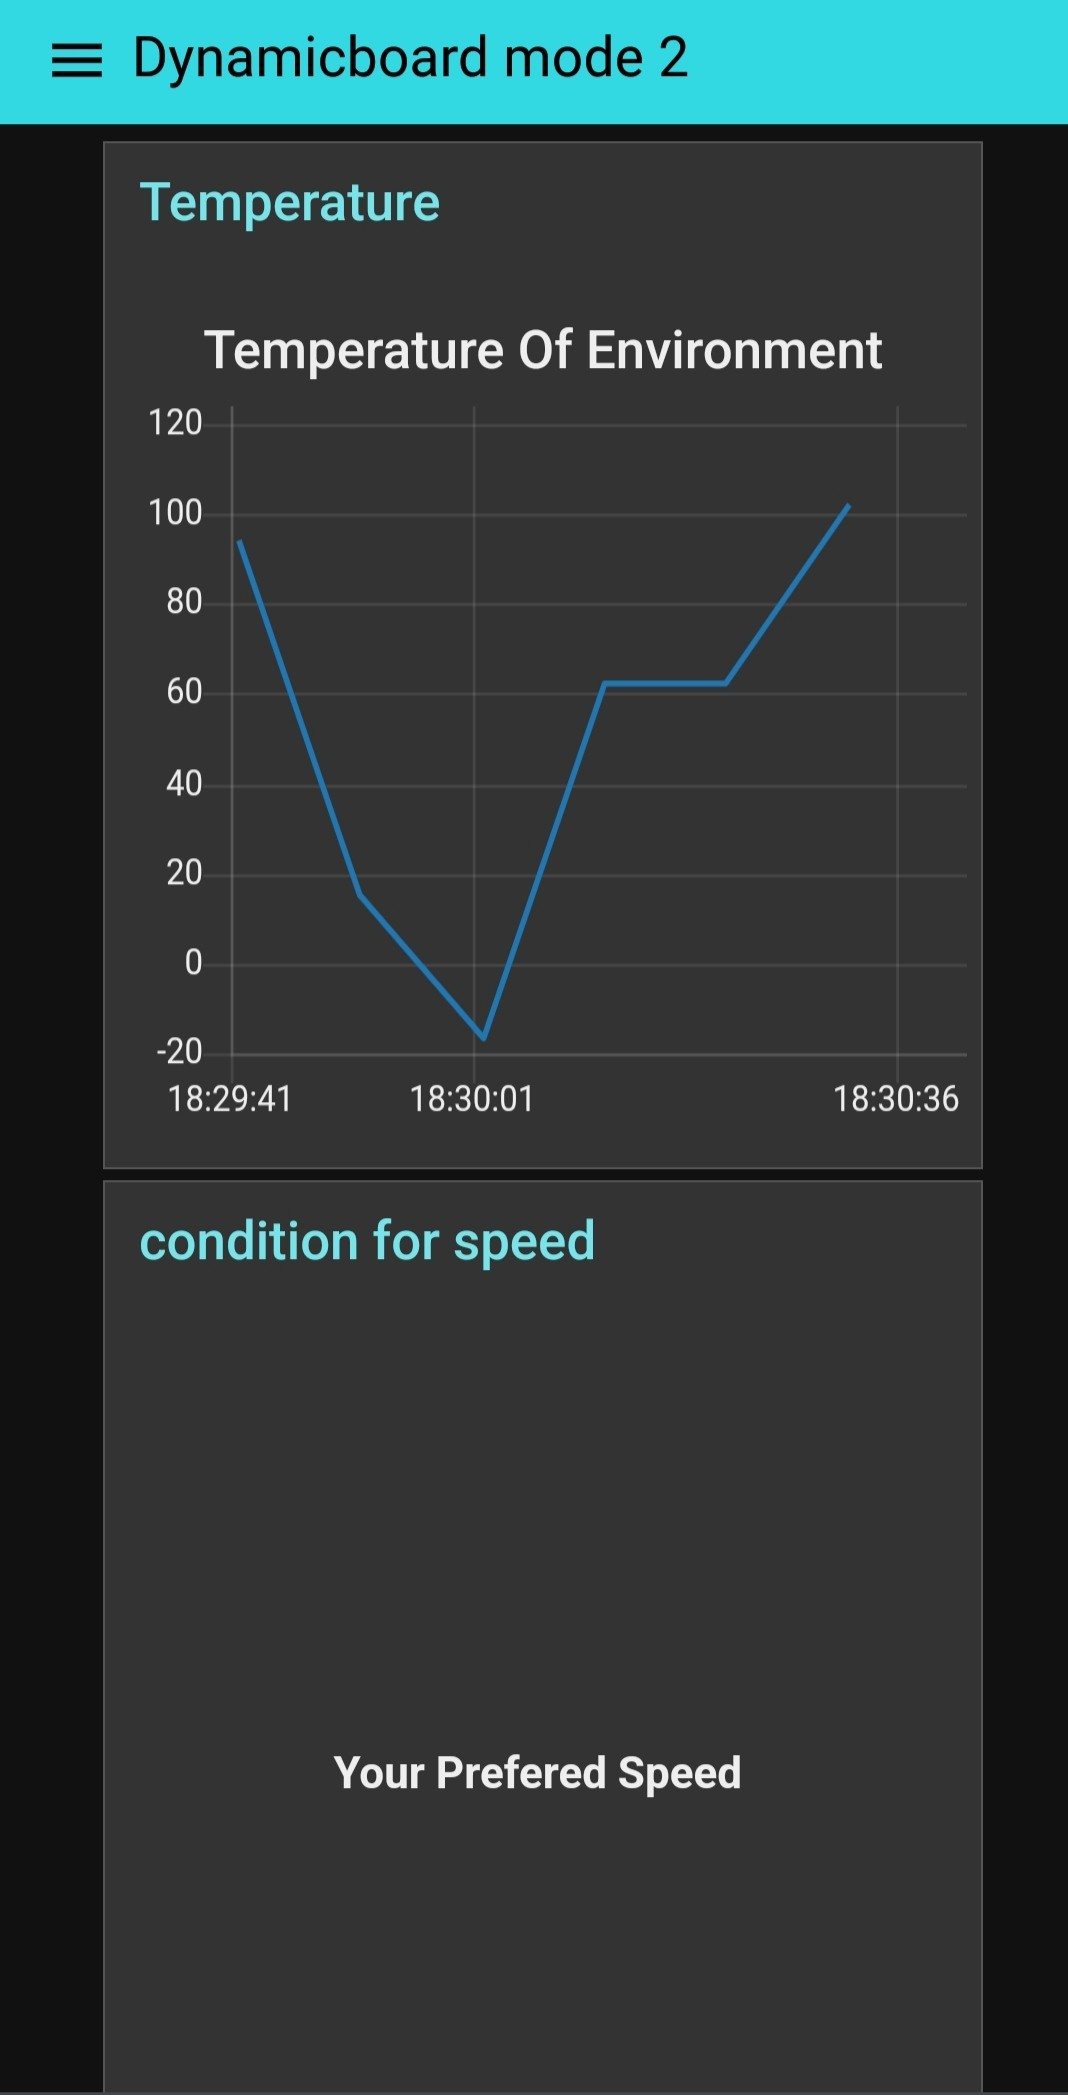 Dynamicboard mode 2
Temperature
Temperature Of Environment
120
100
80
60
40
20
0
-20
18:29:41 18:30:01 18:30:36
condition for speed
Your Prefered Speed